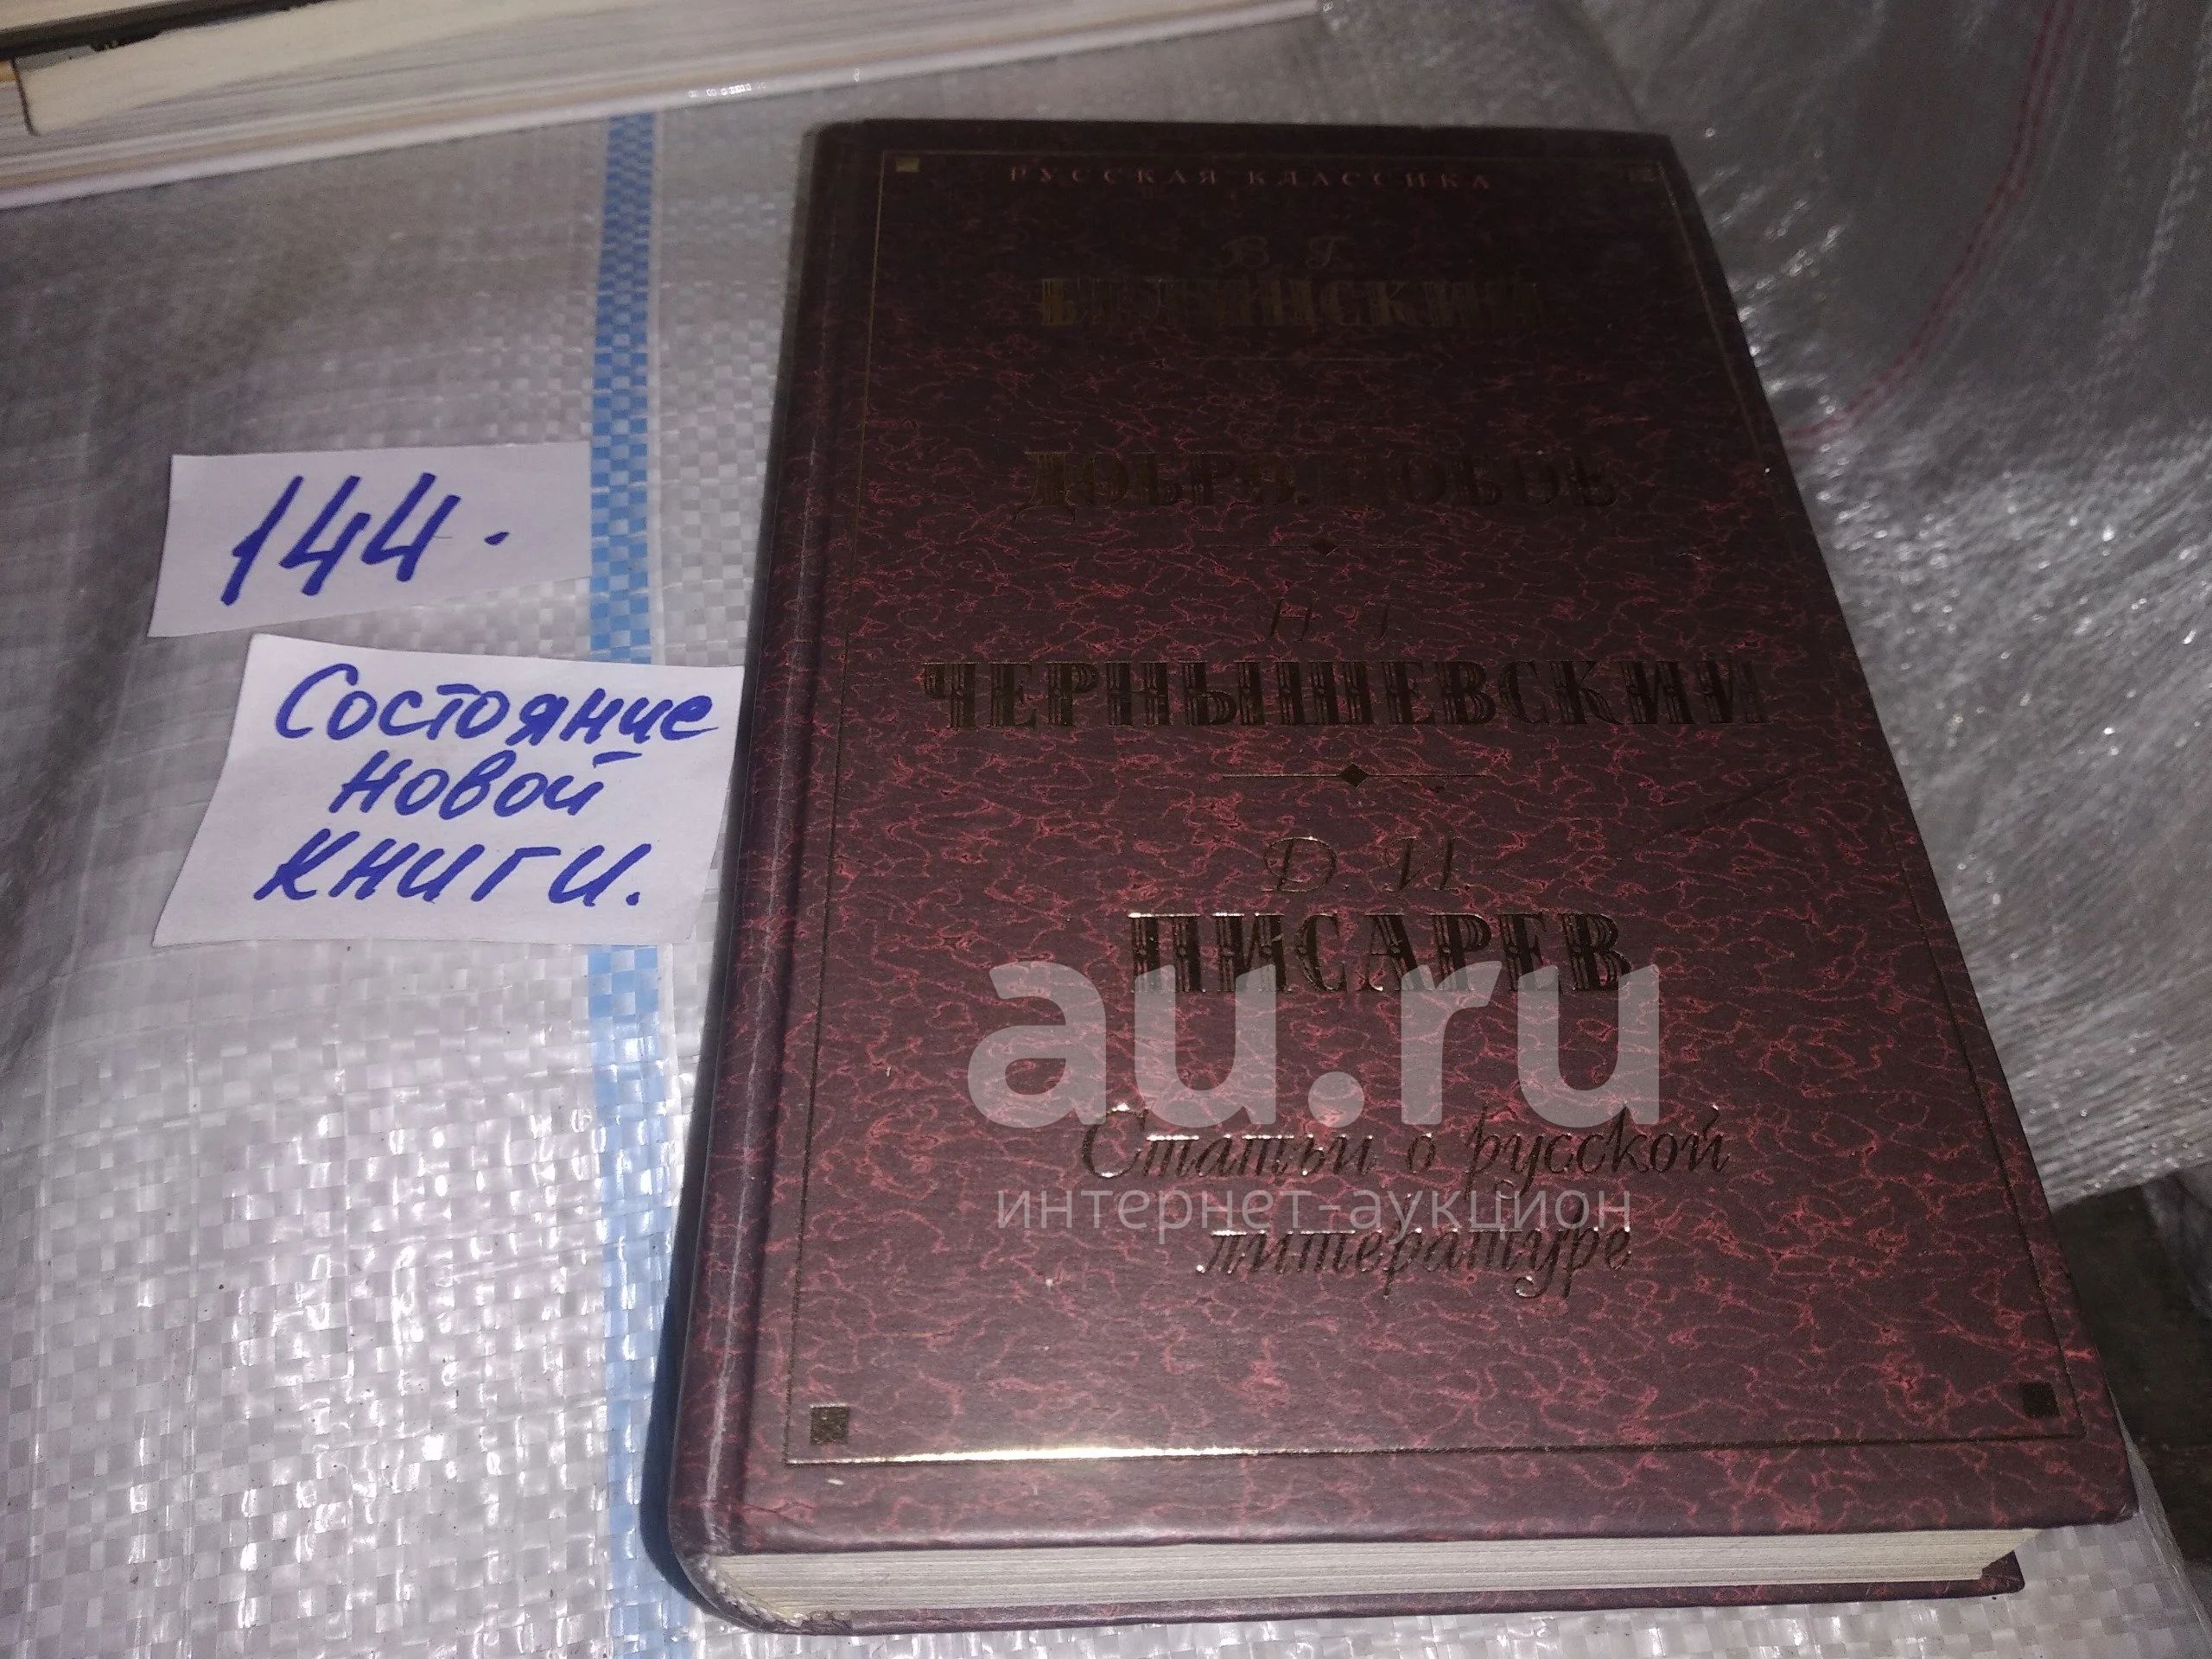 РУССКАЯ КЛАССИКА
В. Г.
БЕЛИНСКИЙ
ДОБРОЛЮБОВ
ЧЕРНЫШЕВСКИЙ
Д. И.
ПИСАРЕВ
Статьи о русской
литературе
144.
Состояние
новой
книги.
au.ru
интернет-аукцион